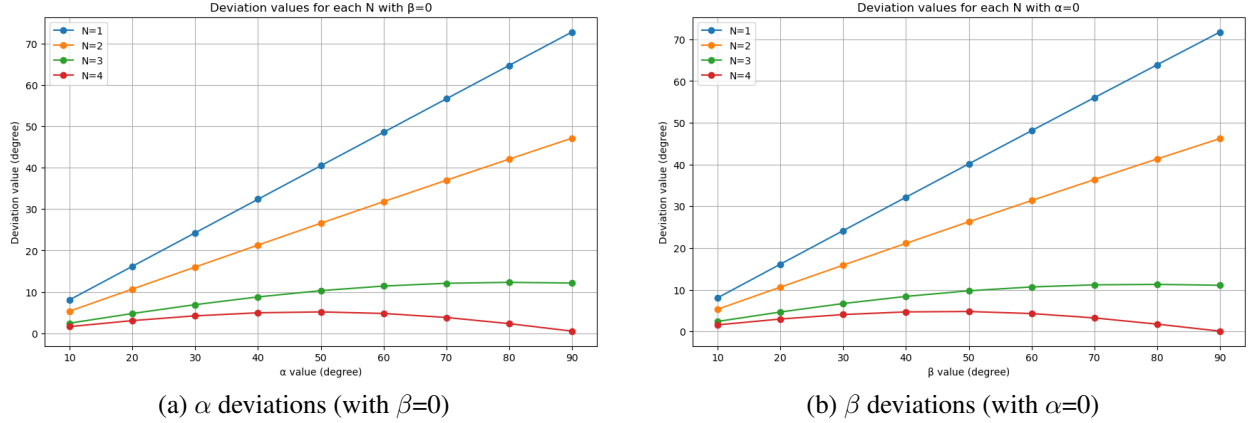 Deviation values for each N with β=0
N=1
N=2
N=3
N=4
Deviation value (degree)
70
60
50
40
30
20
10
0
10 20 30 40 50 60 70 80 90
α value (degree)
(a) α deviations (with β=0)
Deviation values for each N with α=0
N=1
N=2
N=3
N=4
Deviation value (degree)
70
60
50
40
30
20
10
0
10 20 30 40 50 60 70 80 90
β value (degree)
(b) β deviations (with α=0)